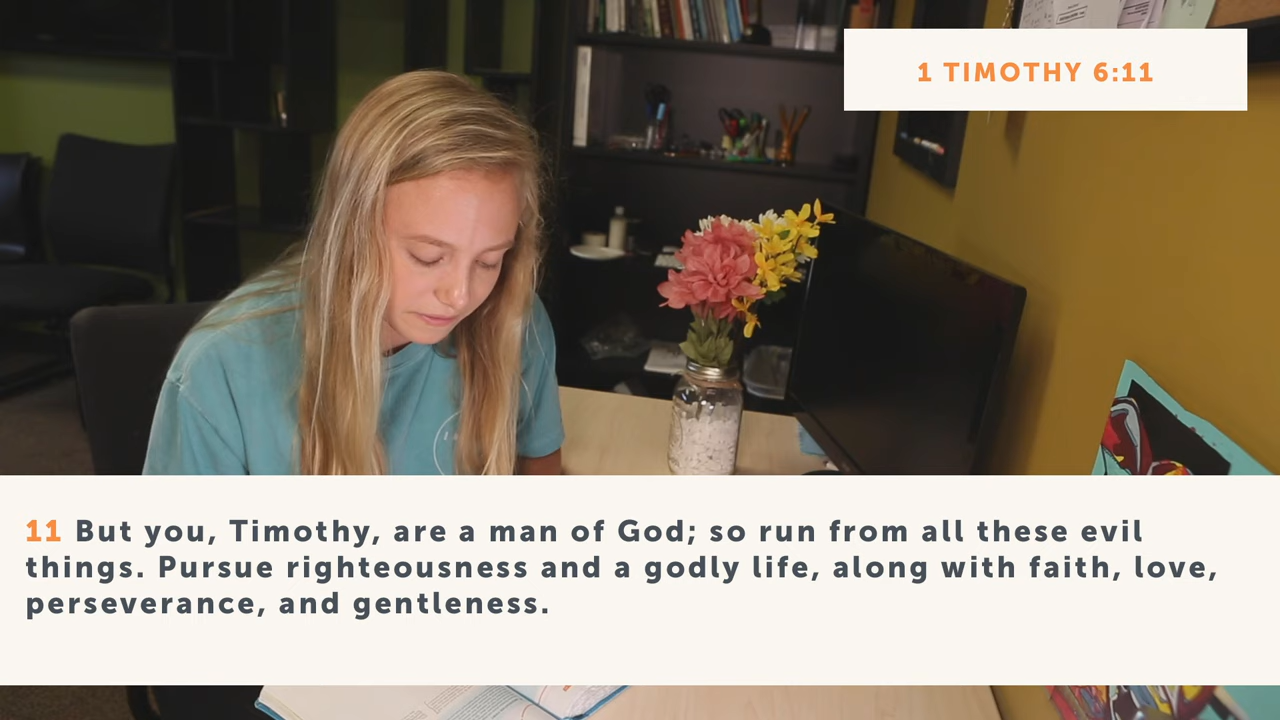 1 TIMOTHY 6:11
11 But you, Timothy, are a man of God; so run from all these evil
things. Pursue righteousness and a godly life, along with faith, love,
perseverance, and gentleness.